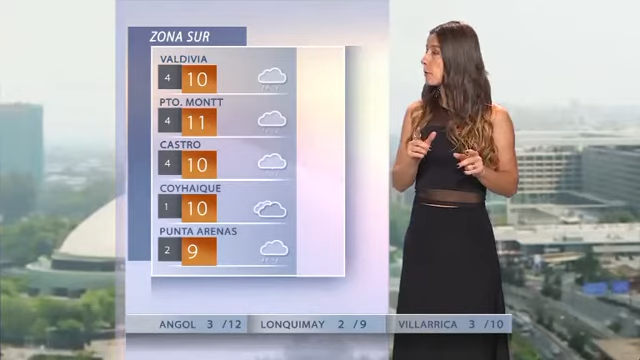 ZONA SUR
VALDIVIA
4 10
PTO. MONTT
4 11
CASTRO
4 10
COYHAIQUE
1 10
PUNTA ARENAS
2 9
ANGOL 3 /12 LONQUIMAY 2 /9 VILLARRICA 3 /10